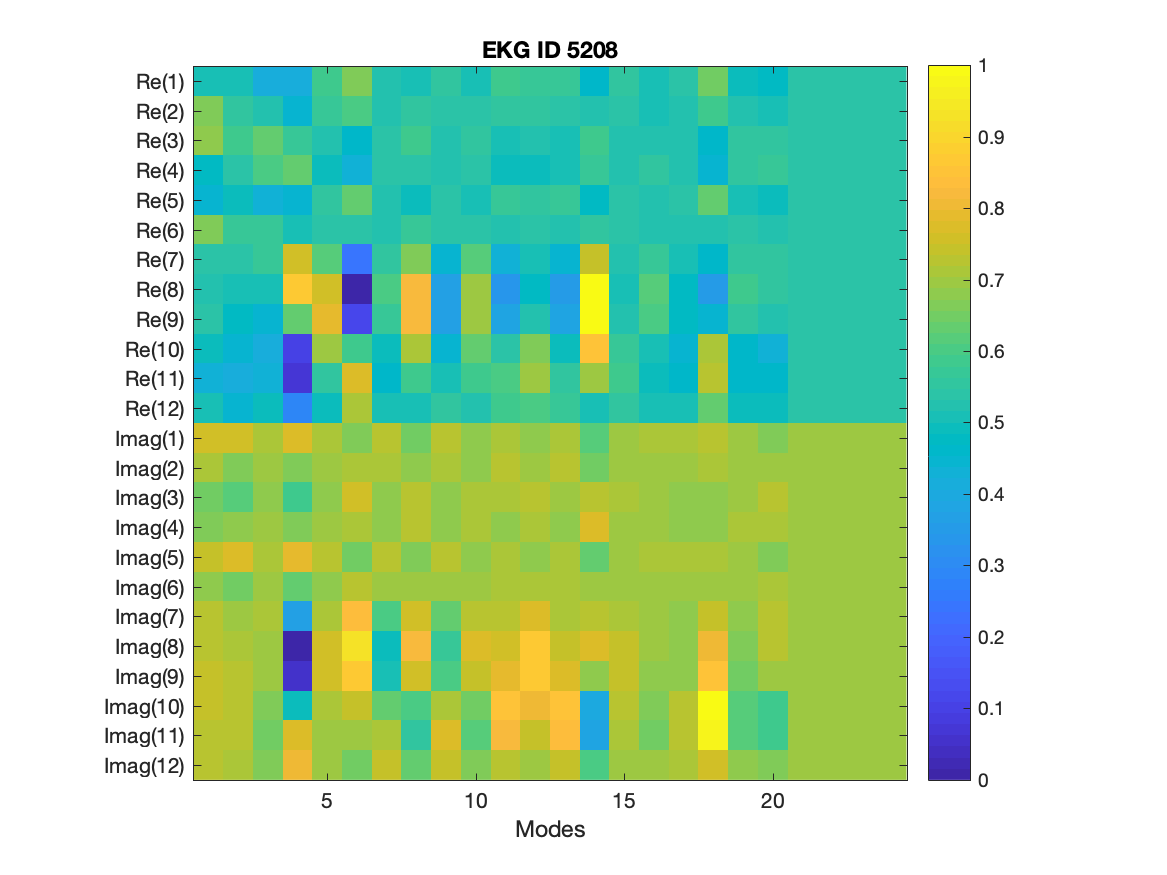 EKG ID 5208
Re(1)
Re(2)
Re(3)
Re(4)
Re(5)
Re(6)
Re(7)
Re(8)
Re(9)
Re(10)
Re(11)
Re(12)
Imag(1)
Imag(2)
Imag(3)
Imag(4)
Imag(5)
Imag(6)
Imag(7)
Imag(8)
Imag(9)
Imag(10)
Imag(11)
Imag(12)
5 10 15 20
Modes
1
0.9
0.8
0.7
0.6
0.5
0.4
0.3
0.2
0.1
0